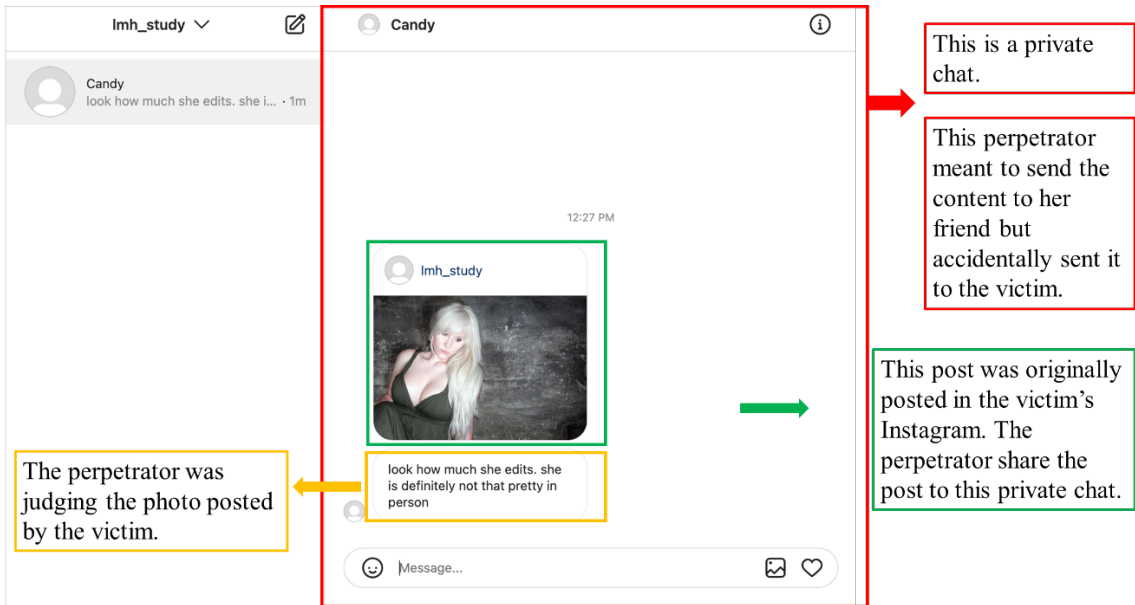 lmh_study
Candy
look how much she edits. she i... · 1m
Candy
12:27 PM
lmh_study
look how much she edits. she
is definitely not that pretty in
person
Message...
This is a private
chat.
This perpetrator
meant to send the
content to her
friend but
accidentally sent it
to the victim.
This post was originally
posted in the victim’s
Instagram. The
perpetrator share the
post to this private chat.
The perpetrator was
judging the photo posted
by the victim.